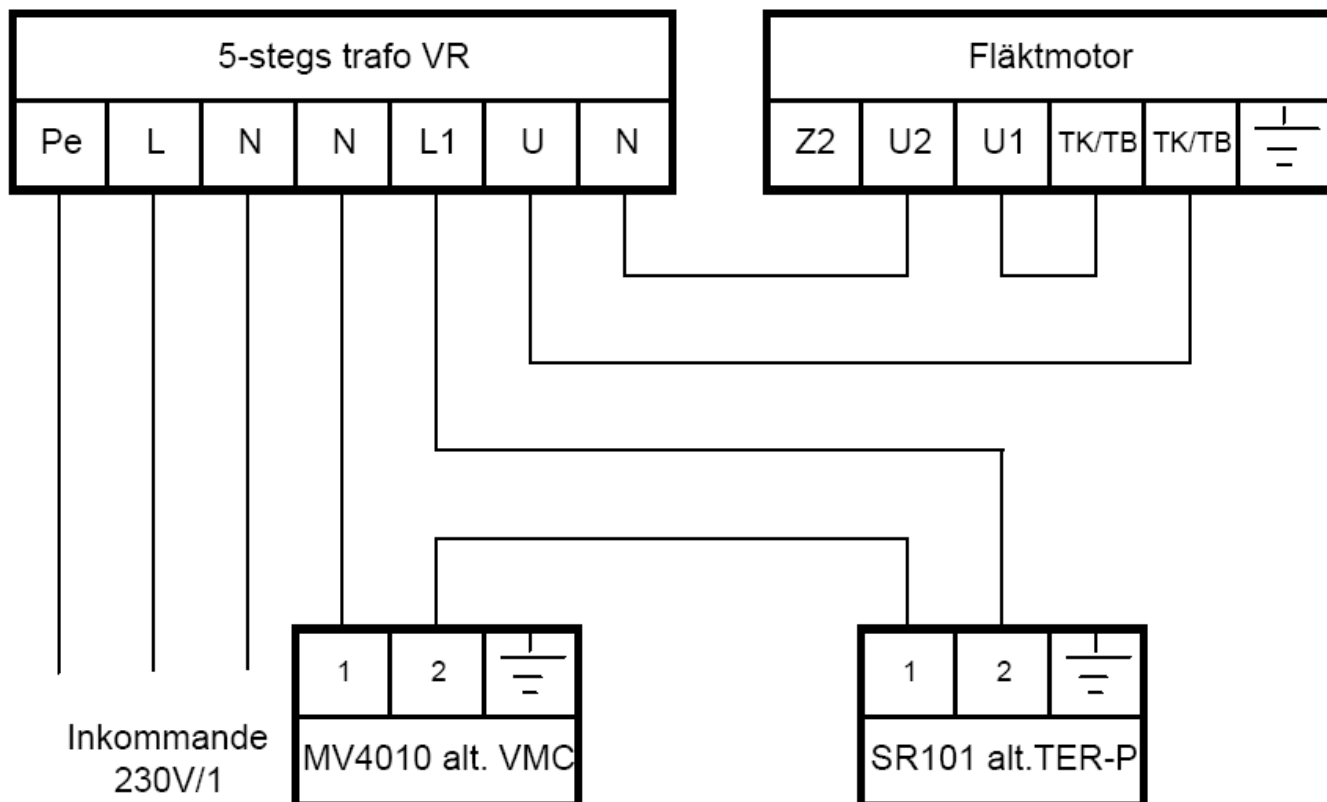 5-stegs trafo VR
Pe L N N L1 U N
Fläktmotor
Z2 U2 U1 TK/TB TK/TB
1 2
MV4010 alt. VMC
1 2
SR101 alt.TER-P
Inkommande
230V/1